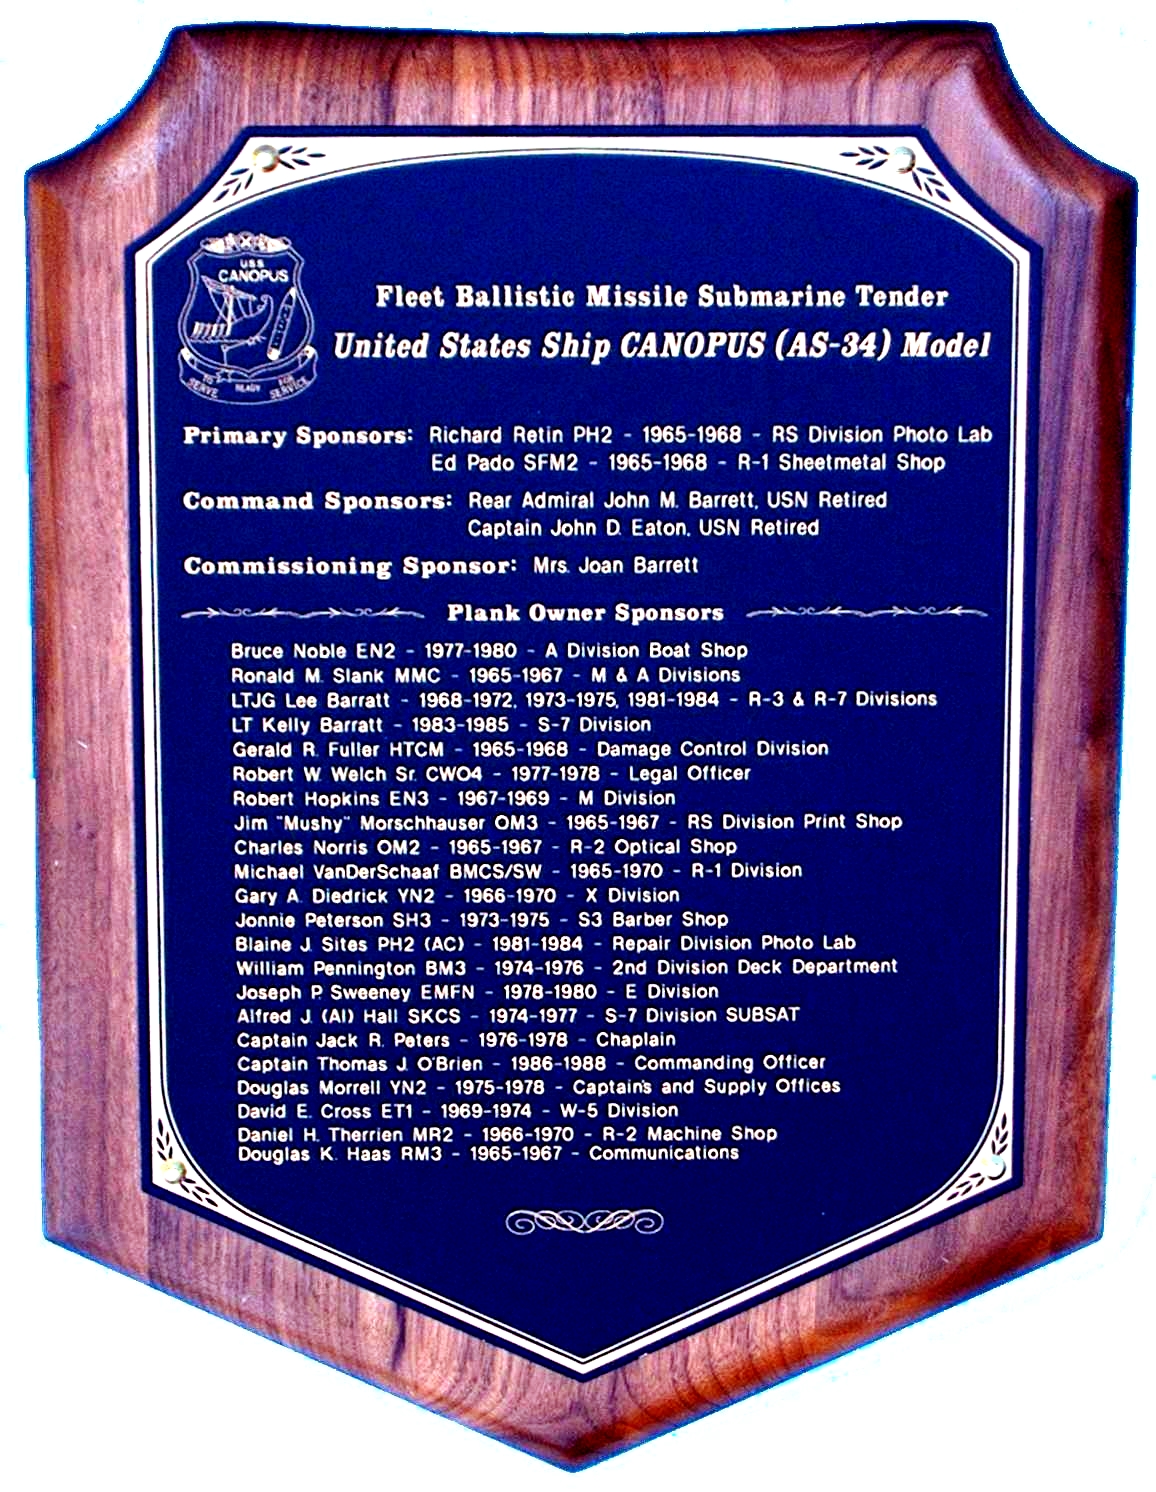 USS
CANOPUS
TO READY FOR
SERVE SERVICE
Fleet Ballistic Missile Submarine Tender
United States Ship CANOPUS (AS-34) Model
Primary Sponsors: Richard Retin PH2 - 1965-1968 - RS Division Photo Lab
Ed Pado SFM2 - 1965-1968 - R-1 Sheetmetal Shop
Command Sponsors: Rear Admiral John M. Barrett, USN Retired
Captain John D. Eaton, USN Retired
Commissioning Sponsor: Mrs. Joan Barrett
Plank Owner Sponsors
Bruce Noble EN2 - 1977-1980 - A Division Boat Shop
Ronald M. Slank MMC - 1965-1967 - M & A Divisions
LTJG Lee Barratt - 1968-1972, 1973-1975, 1981-1984 - R-3 & R-7 Divisions
LT Kelly Barratt - 1983-1985 - S-7 Division
Gerald R. Fuller HTCM - 1965-1968 - Damage Control Division
Robert W. Welch Sr. CWO4 - 1977-1978 - Legal Officer
Robert Hopkins EN3 - 1967-1969 - M Division
Jim "Mushy" Morschhauser OM3 - 1965-1967 - RS Division Print Shop
Charles Norris OM2 - 1965-1967 - R-2 Optical Shop
Michael VanDerSchaaf BMCS/SW - 1965-1970 - R-1 Division
Gary A. Diedrick YN2 - 1966-1970 - X Division
Jonnie Peterson SH3 - 1973-1975 - S3 Barber Shop
Blaine J. Sites PH2 (AC) - 1981-1984 - Repair Division Photo Lab
William Pennington BM3 - 1974-1976 - 2nd Division Deck Department
Joseph P. Sweeney EMFN - 1978-1980 - E Division
Alfred J. (Al) Hall SKCS - 1974-1977 - S-7 Division SUBSAT
Captain Jack R. Peters - 1976-1978 - Chaplain
Captain Thomas J. O'Brien - 1986-1988 - Commanding Officer
Douglas Morrell YN2 - 1975-1978 - Captain's and Supply Offices
David E. Cross ET1 - 1969-1974 - W-5 Division
Daniel H. Therrien MR2 - 1966-1970 - R-2 Machine Shop
Douglas K. Haas RM3 - 1965-1967 - Communications